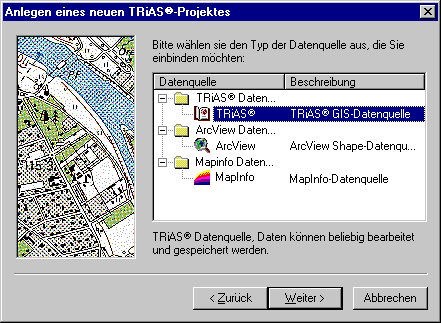 Anlegen eines neuen TRiAS®-Projektes
Bitte wählen sie den Typ der Datenquelle aus, die Sie
einbinden möchten:
Datenquelle Beschreibung
TRiAS® Daten...
TRiAS® TRiAS® GIS-Datenquelle
ArcView Daten...
ArcView ArcView Shape-Datenqu...
Mapinfo Daten...
MapInfo MapInfo-Datenquelle
TRiAS® Datenquelle, Daten können beliebig bearbeitet
und gespeichert werden.
< Zurück Weiter > Abbrechen